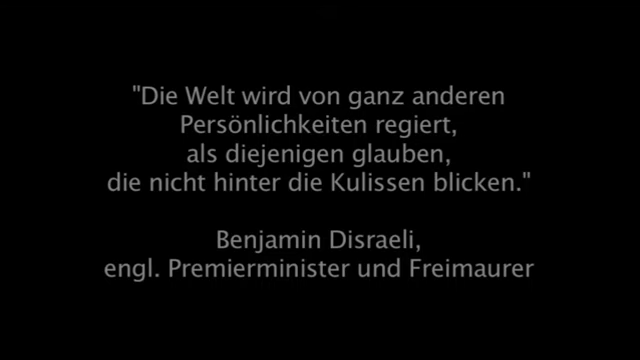 "Die Welt wird von ganz anderen
Persönlichkeiten regiert,
als diejenigen glauben,
die nicht hinter die Kulissen blicken."
Benjamin Disraeli,
engl. Premierminister und Freimaurer